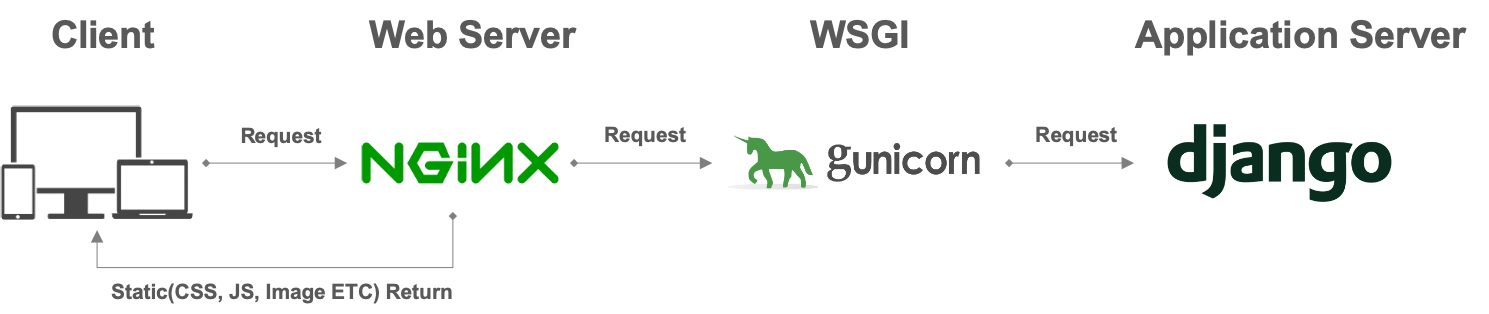 Client
Web Server
WSGI
Application Server
Request
Request
Request
NGiNX
gunicorn
django
Static(CSS, JS, Image ETC) Return